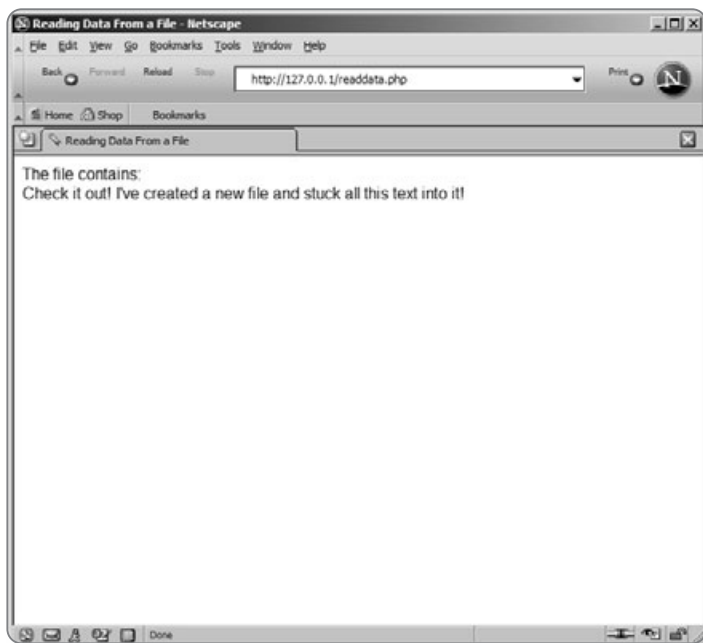 Reading Data From a File - Netscape
File Edit View Go Bookmarks Tools Window Help
Back Forward Reload Stop http://127.0.0.1/readdata.php Print N
Home Shop Bookmarks
Reading Data From a File
The file contains:
Check it out! I've created a new file and stuck all this text into it!
Done